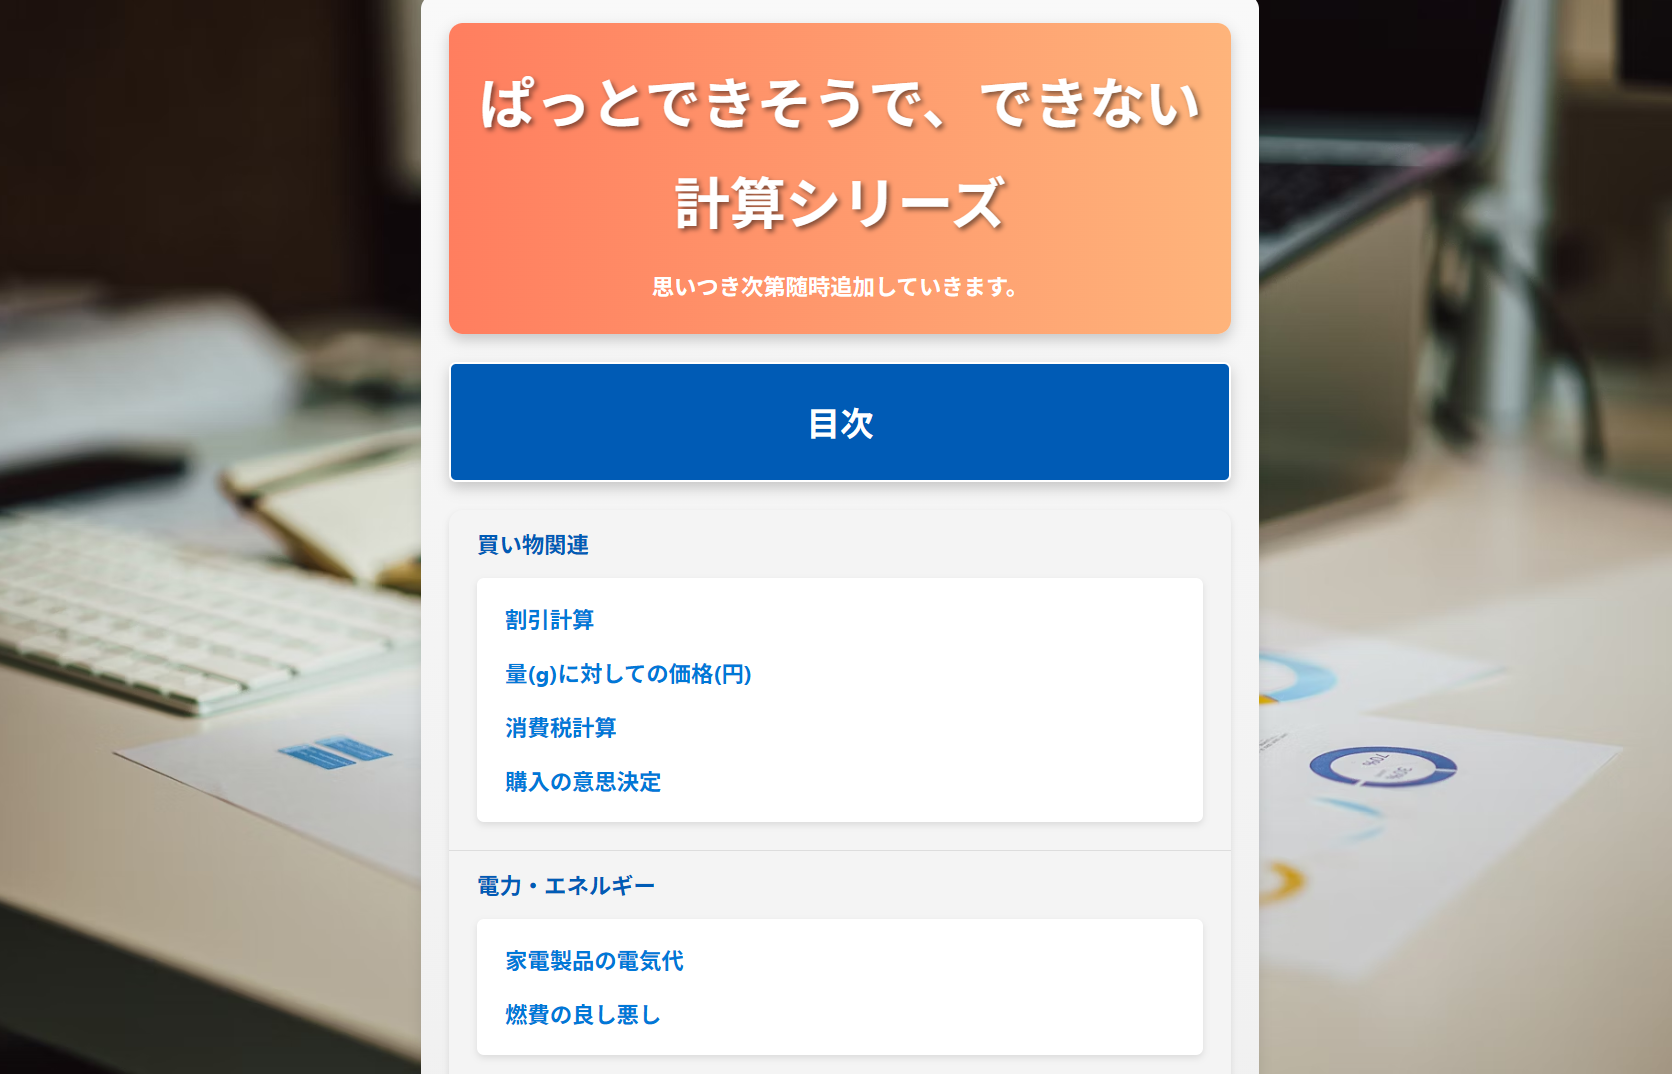 ぱっとできそうで、できない
計算シリーズ
思いつき次第随時追加していきます。
目次
買い物関連
割引計算
量(g)に対しての価格(円)
消費税計算
購入の意思決定
電力・エネルギー
家電製品の電気代
燃費の良し悪し